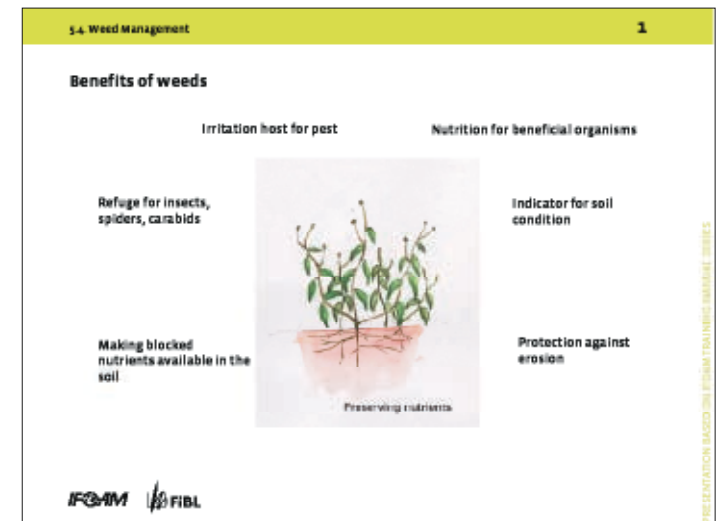 5.4. Weed Management
1
Benefits of weeds
Irritation host for pest
Nutrition for beneficial organisms
Refuge for insects,
spiders, carabids
Indicator for soil
condition
Making blocked
nutrients available in the
soil
Protection against
erosion
Preserving nutrients
IFOAM
FiBL
PRESENTATION BASED ON IFOAM TRAINING MANUAL SERIES